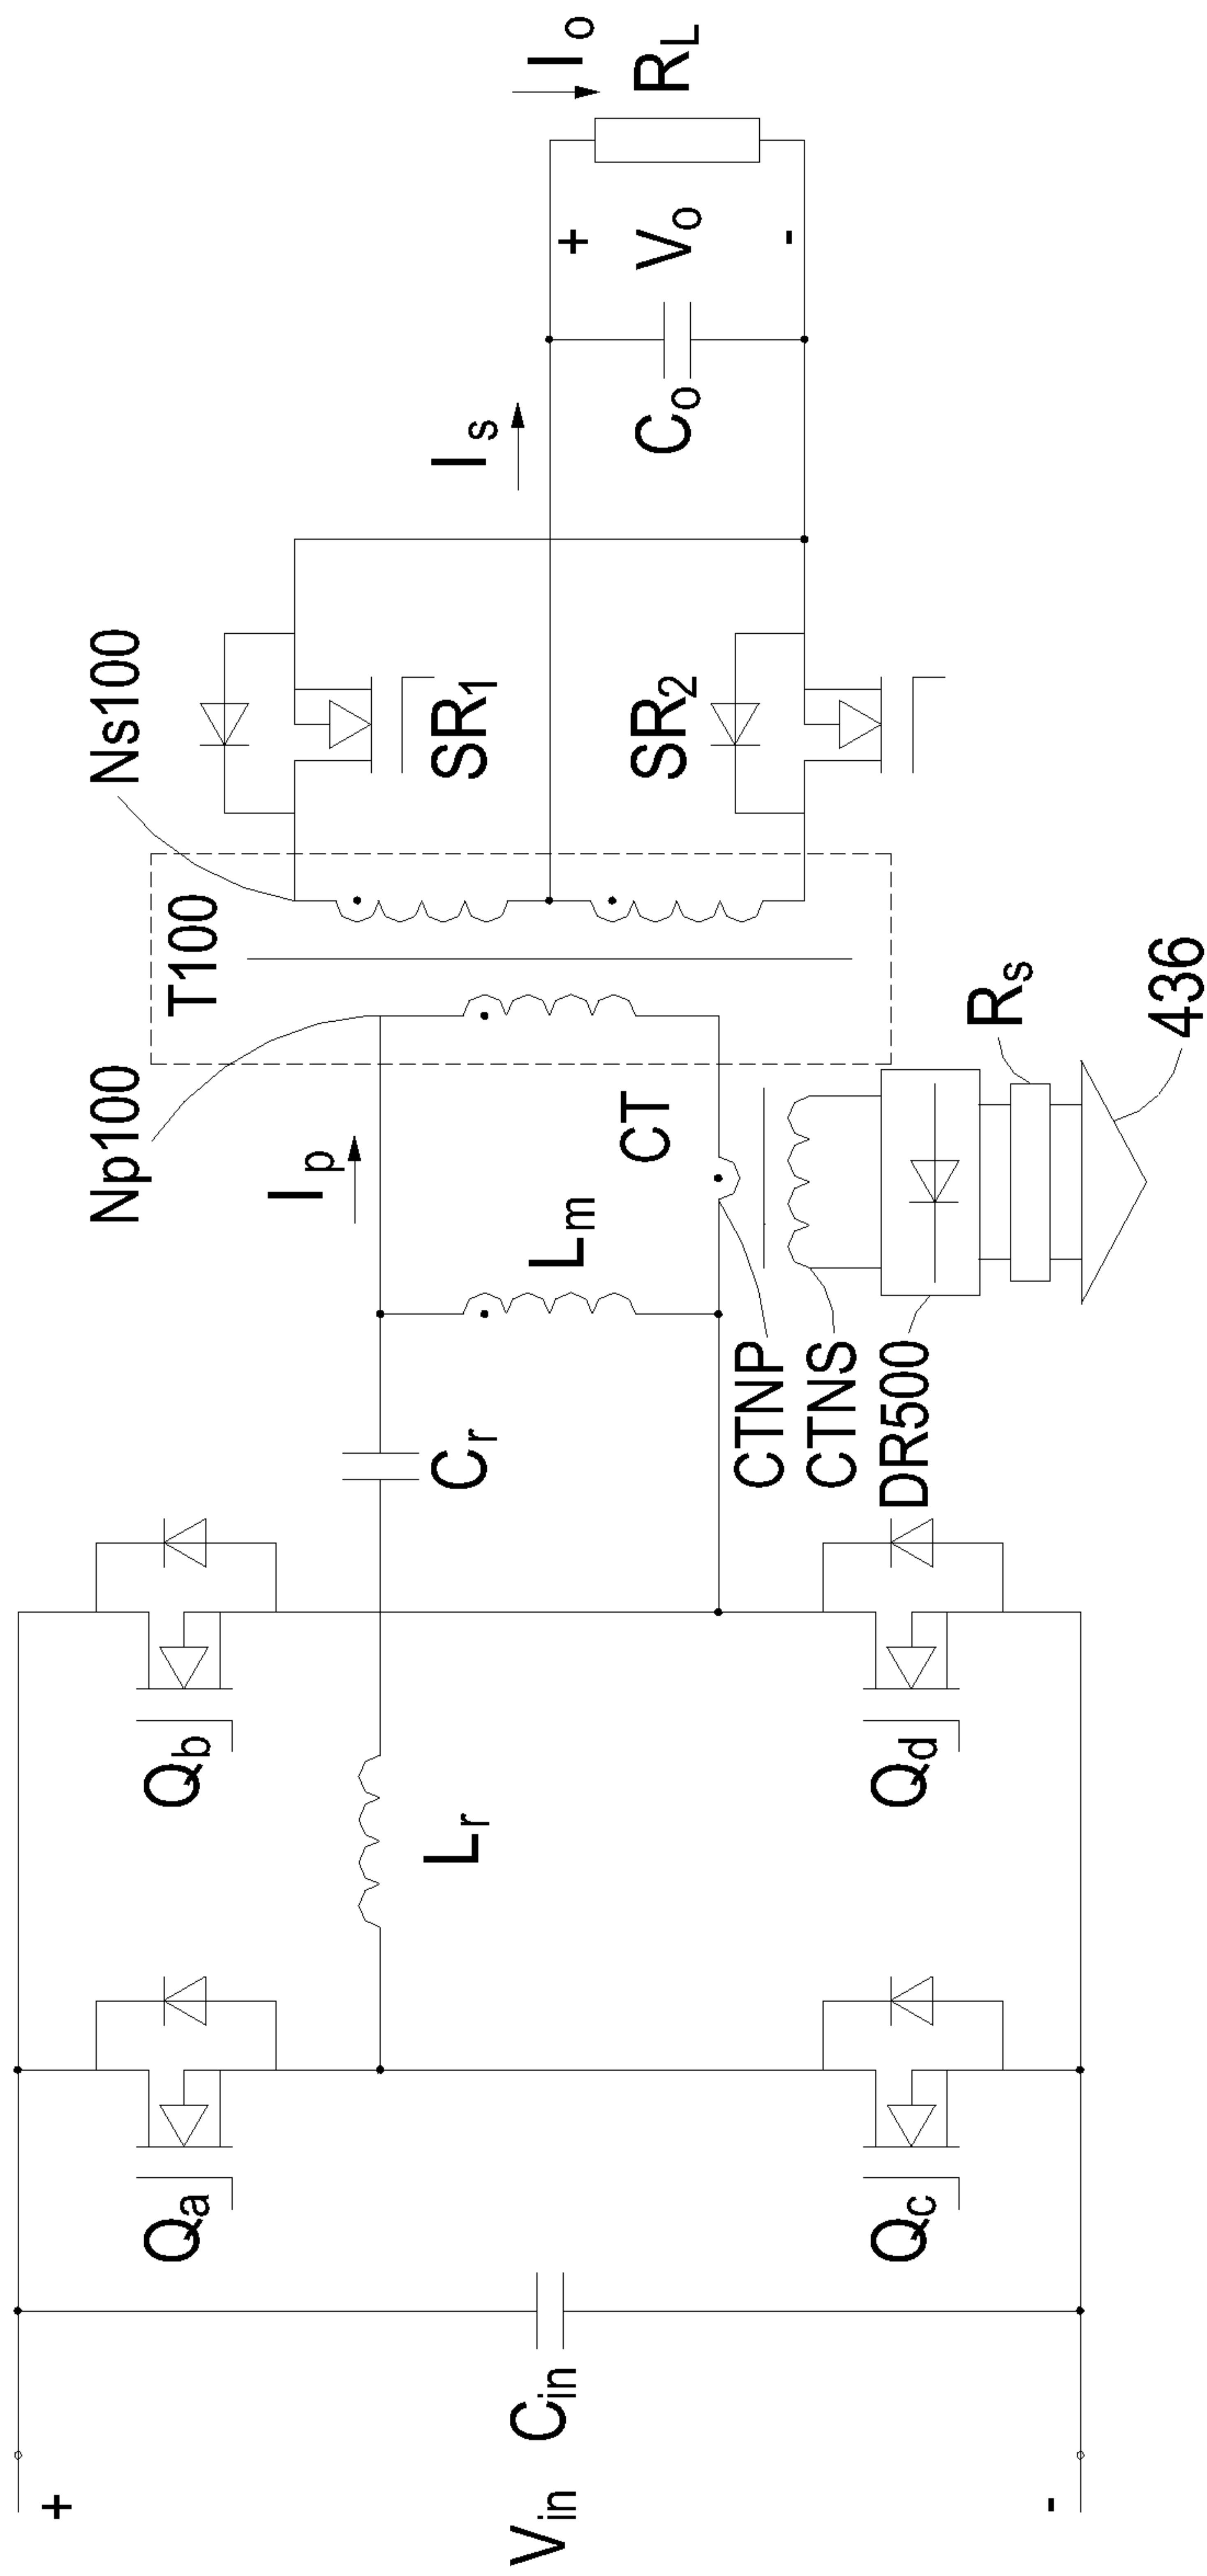 Ns100
T100
Np100
Qa
Qb
SR1
Is
Io
Ip
Lr
Cr
Lm
CT
SR2
Co
+
Vo
-
RL
+
Vin
-
Cin
CTNP
CTNS
DR500
Rs
436
Qc
Qd